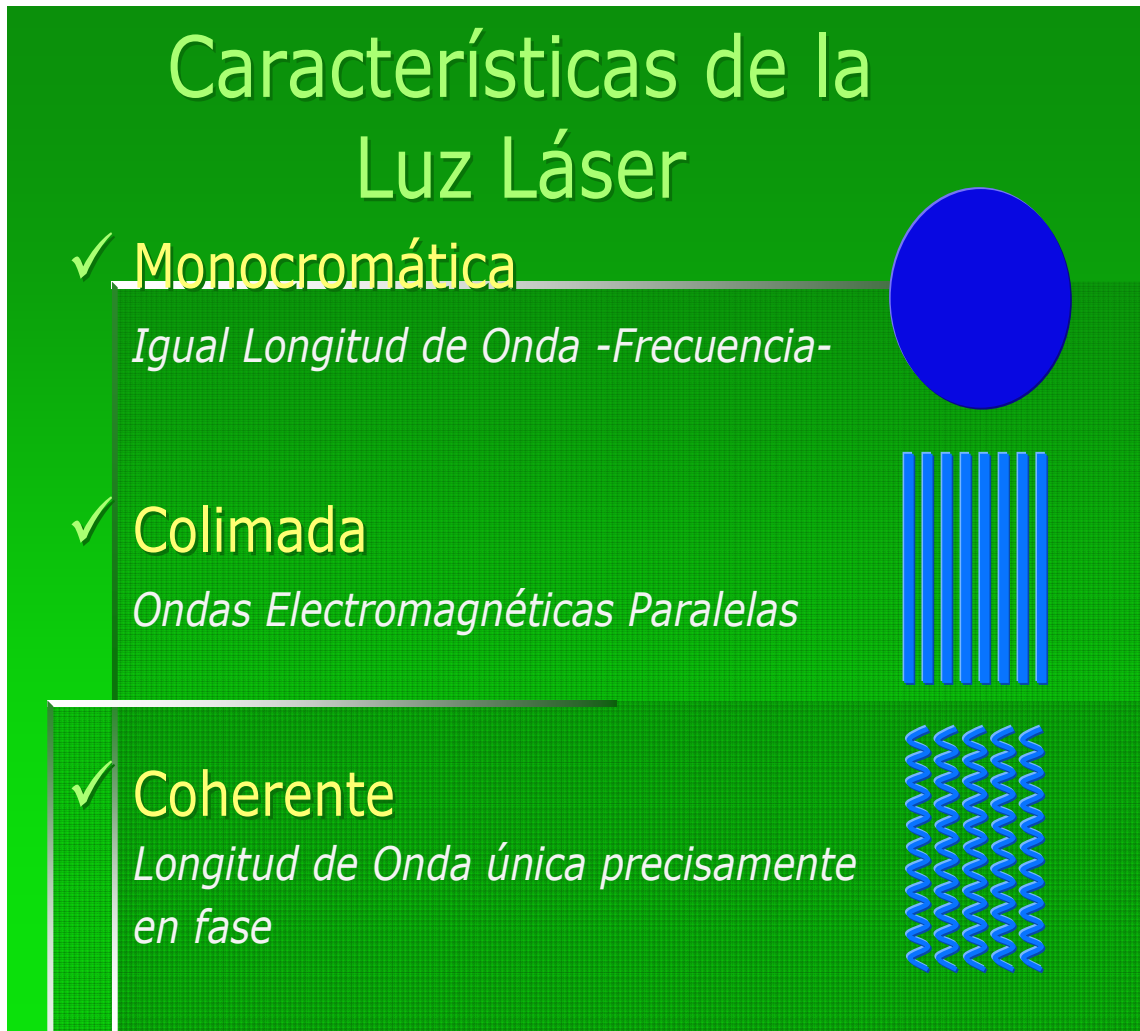 Características de la
Luz Láser
✓ Monocromática
Igual Longitud de Onda -Frecuencia-
✓ Colimada
Ondas Electromagnéticas Paralelas
✓ Coherente
Longitud de Onda única precisamente
en fase